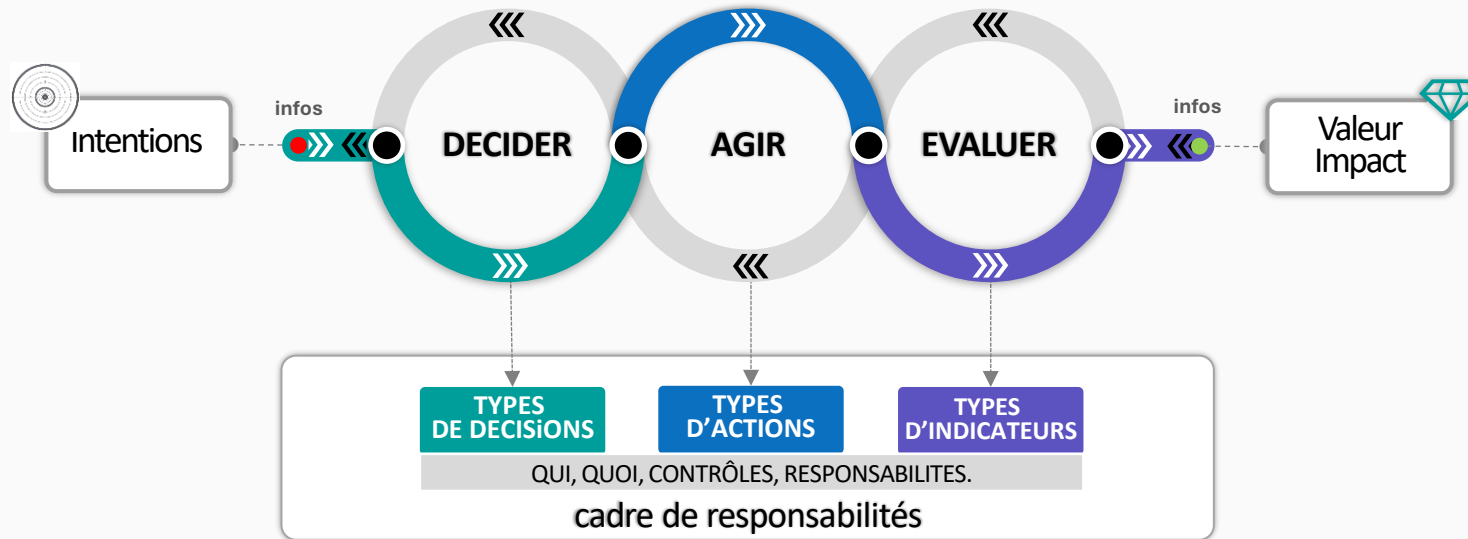 infos
infos
Intentions
DECIDER
AGIR
EVALUER
Valeur
Impact
TYPES
DE DECISiONS
TYPES
D'ACTIONS
TYPES
D'INDICATEURS
QUI, QUOI, CONTRÔLES, RESPONSABILITES.
cadre de responsabilités